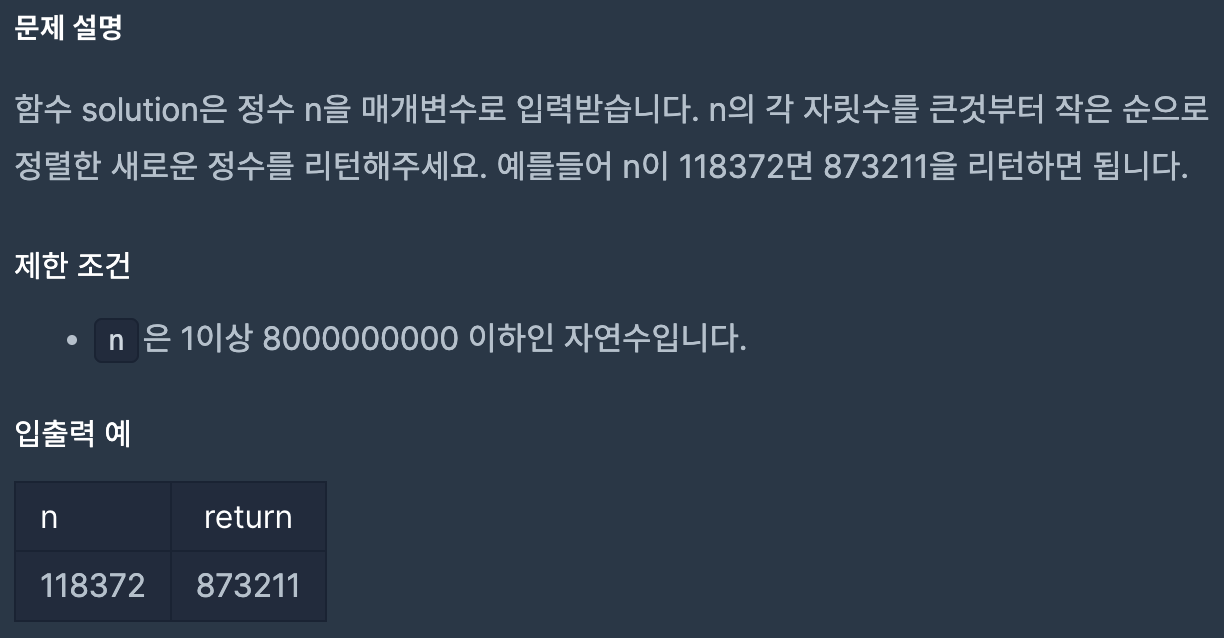 문제 설명
함수 solution은 정수 n을 매개변수로 입력받습니다. n의 각 자릿수를 큰것부터 작은 순으로
정렬한 새로운 정수를 리턴해주세요. 예를들어 n이 118372면 873211을 리턴하면 됩니다.
제한 조건
• n 은 1이상 8000000000 이하인 자연수입니다.
입출력 예
n return
118372 873211